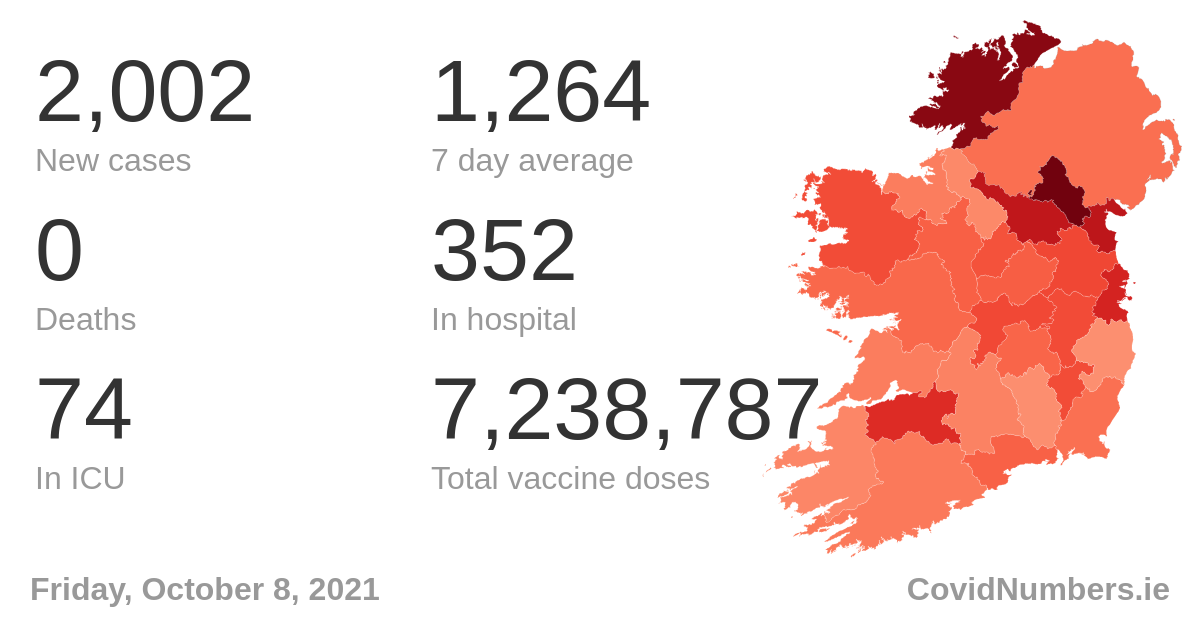 2,002
New cases
1,264
7 day average
0
Deaths
352
In hospital
74
In ICU
7,238,787
Total vaccine doses
Friday, October 8, 2021
CovidNumbers.ie